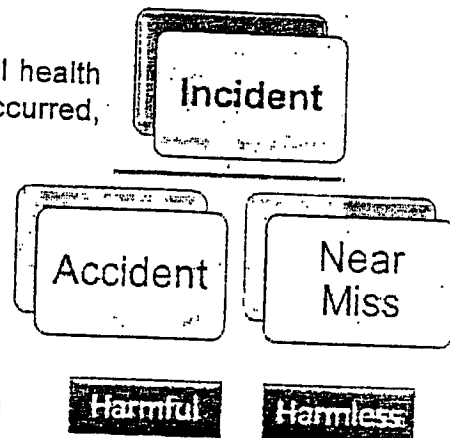 l health
ccurred,
Incident
Accident
Near
Miss
Harmful
Harmless